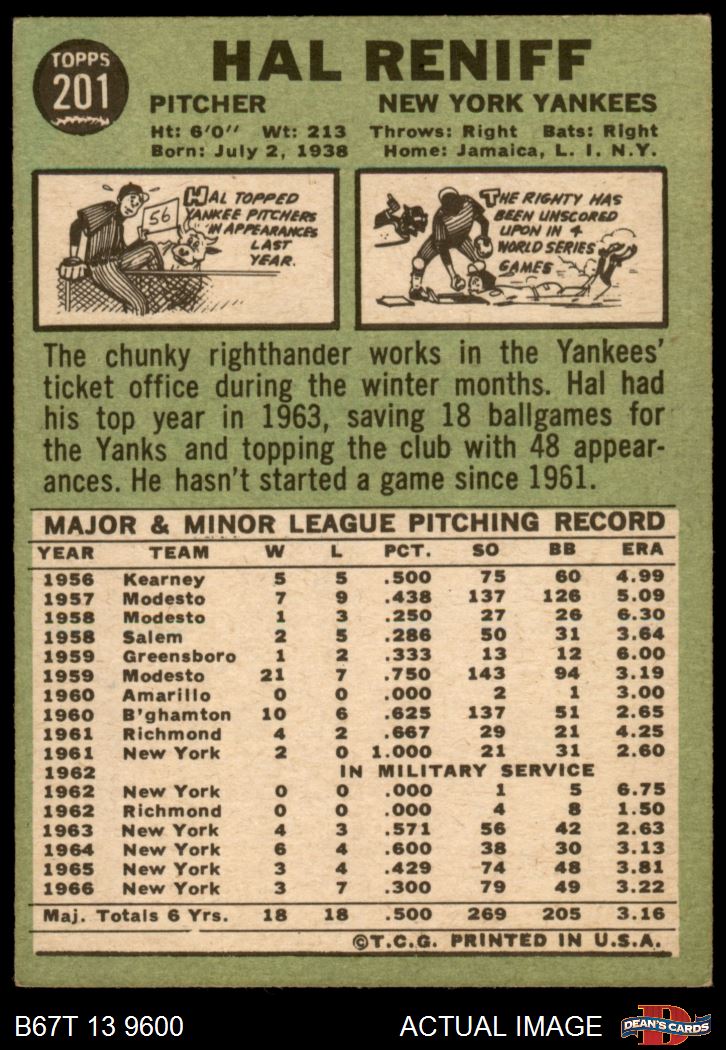 TOPPS
201
HAL RENIFF
PITCHER NEW YORK YANKEES
Ht: 6'0" Wt: 213 Throws: Right Bats: Right
Born: July 2, 1938 Home: Jamaica, L. I. N.Y.
56
HAL TOPPED
YANKEE PITCHERS
IN APPEARANCES
LAST
YEAR.
THE RIGHTY HAS
BEEN UNSCORED
UPON IN 4
WORLD SERIES
GAMES
The chunky righthander works in the Yankees'
ticket office during the winter months. Hal had
his top year in 1963, saving 18 ballgames for
the Yanks and topping the club with 48 appear-
ances. He hasn't started a game since 1961.
MAJOR & MINOR LEAGUE PITCHING RECORD
YEAR TEAM W L PCT. SO BB ERA
1956 Kearney 5 5 .500 75 60 4.99
1957 Modesto 7 9 .438 137 126 5.09
1958 Modesto 1 3 .250 27 26 6.30
1958 Salem 2 5 .286 50 31 3.64
1959 Greensboro 1 2 .333 13 12 6.00
1959 Modesto 21 7 .750 143 94 3.19
1960 Amarillo 0 0 .000 2 1 3.00
1960 B'ghamton 10 6 .625 137 51 2.65
1961 Richmond 4 2 .667 29 21 4.25
1961 New York 2 0 1.000 21 31 2.60
1962 IN MILITARY SERVICE
1962 New York 0 0 .000 1 5 6.75
1962 Richmond 0 0 .000 4 8 1.50
1963 New York 4 3 .571 56 42 2.63
1964 New York 6 4 .600 38 30 3.13
1965 New York 3 4 .429 74 48 3.81
1966 New York 3 7 .300 79 49 3.22
Maj. Totals 6 Yrs. 18 18 .500 269 205 3.16
©T.C.G. PRINTED IN U.S.A.
B67T 13 9600 ACTUAL IMAGE
D
DEAN'S CARDS